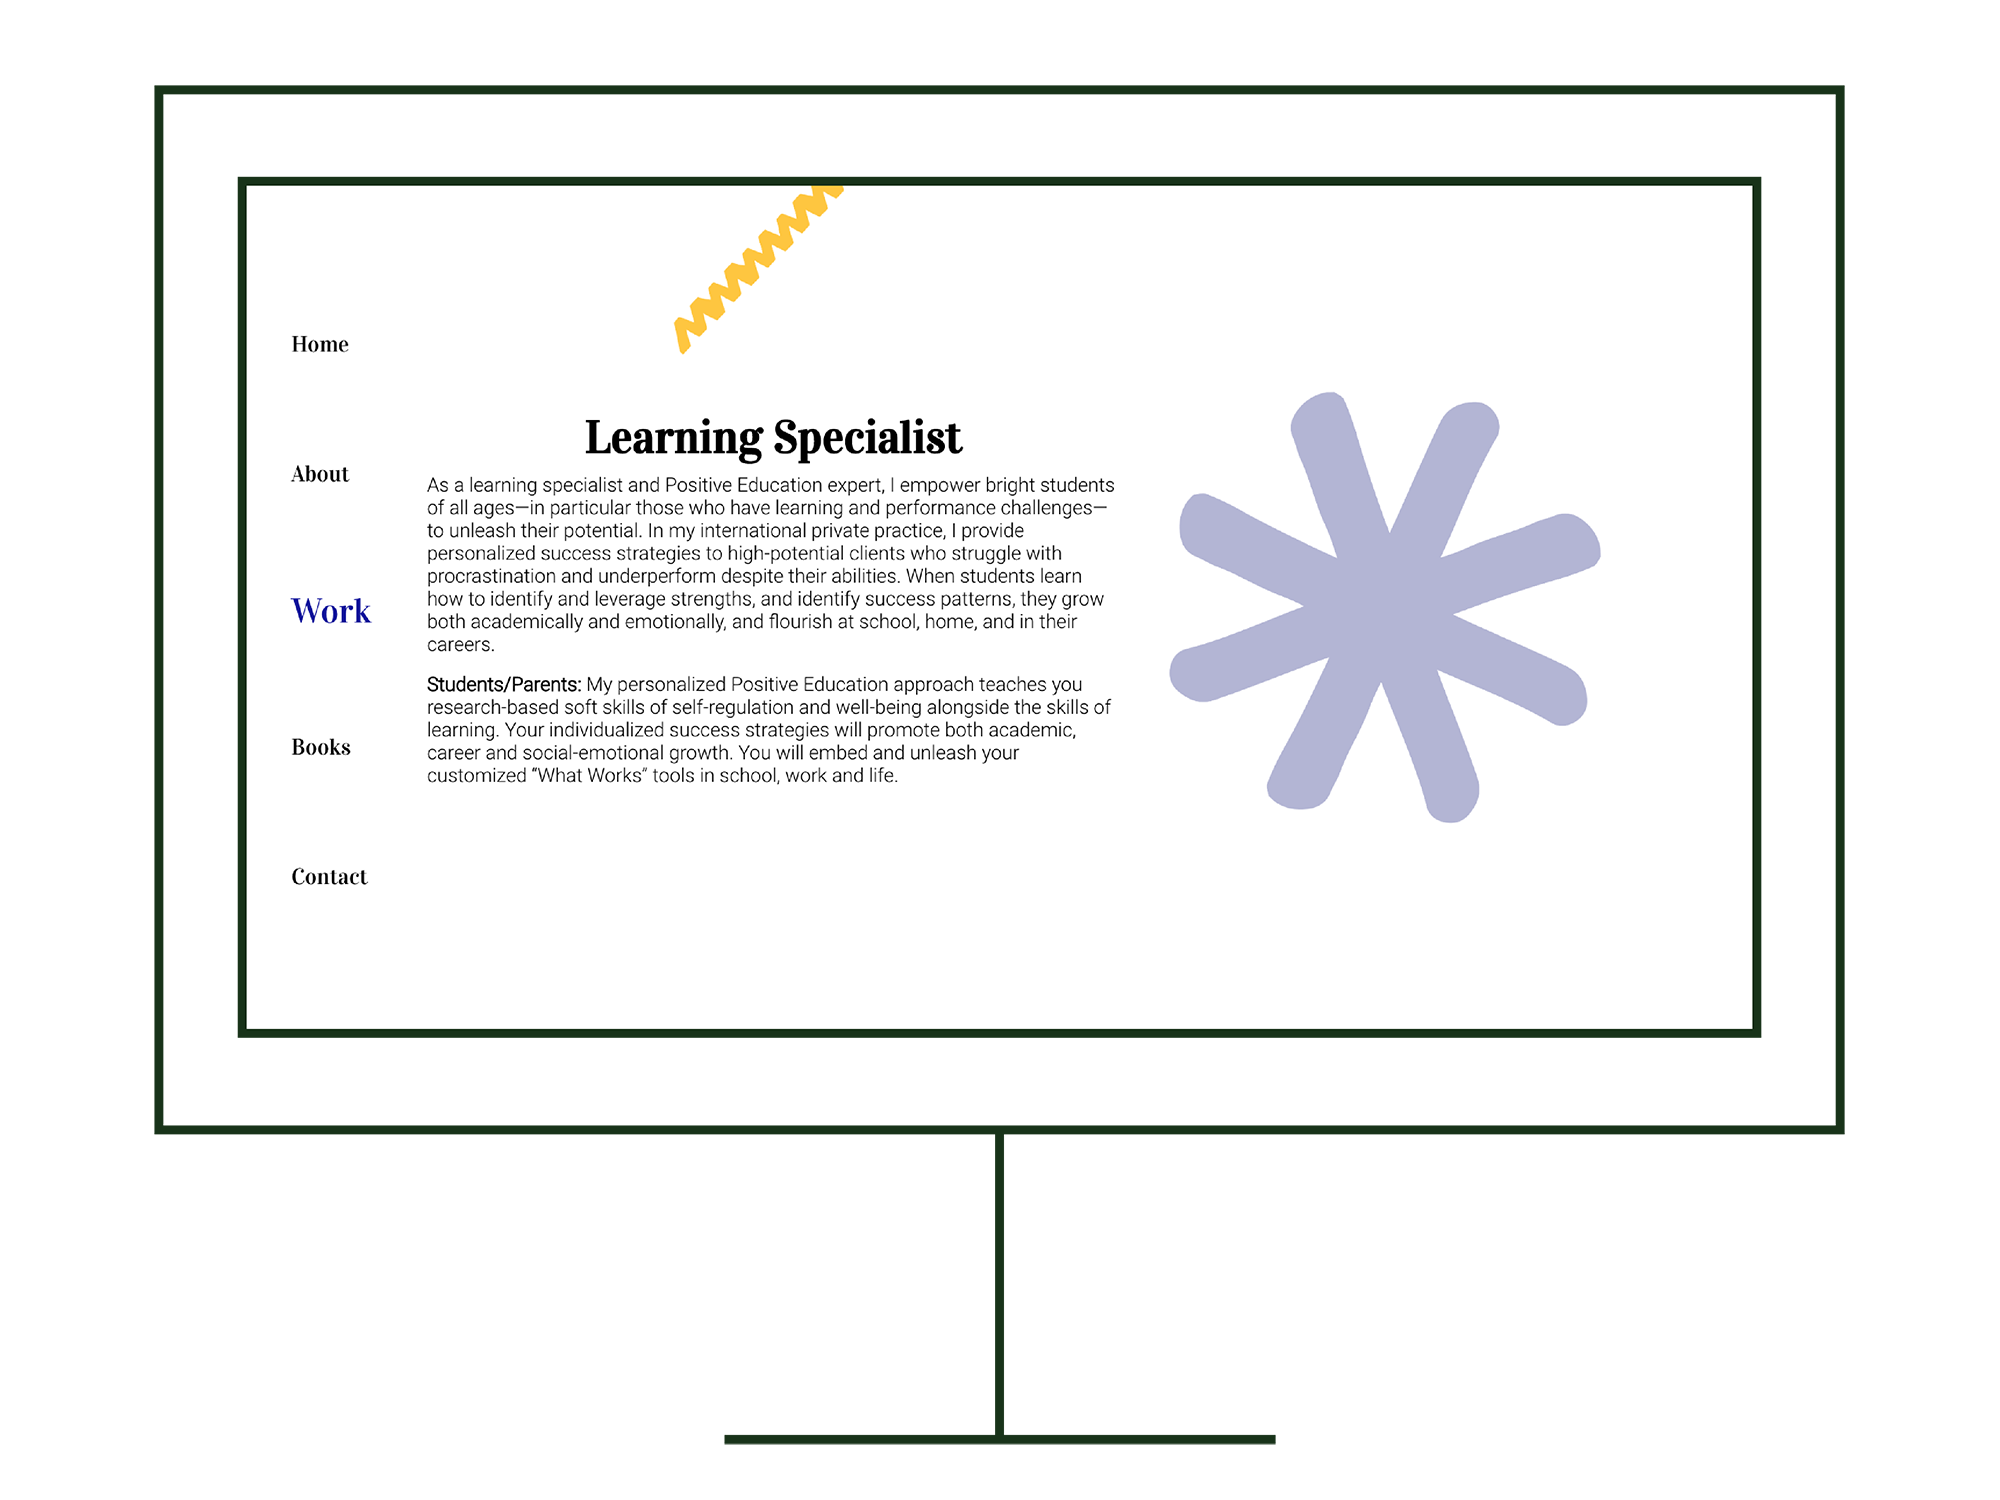 Home
About
Work
Books
Contact
Learning Specialist
As a learning specialist and Positive Education expert, I empower bright students
of all ages—in particular those who have learning and performance challenges—
to unleash their potential. In my international private practice, I provide
personalized success strategies to high-potential clients who struggle with
procrastination and underperform despite their abilities. When students learn
how to identify and leverage strengths, and identify success patterns, they grow
both academically and emotionally, and flourish at school, home, and in their
careers.
Students/Parents: My personalized Positive Education approach teaches you
research-based soft skills of self-regulation and well-being alongside the skills of
learning. Your individualized success strategies will promote both academic,
career and social-emotional growth. You will embed and unleash your
customized “What Works” tools in school, work and life.